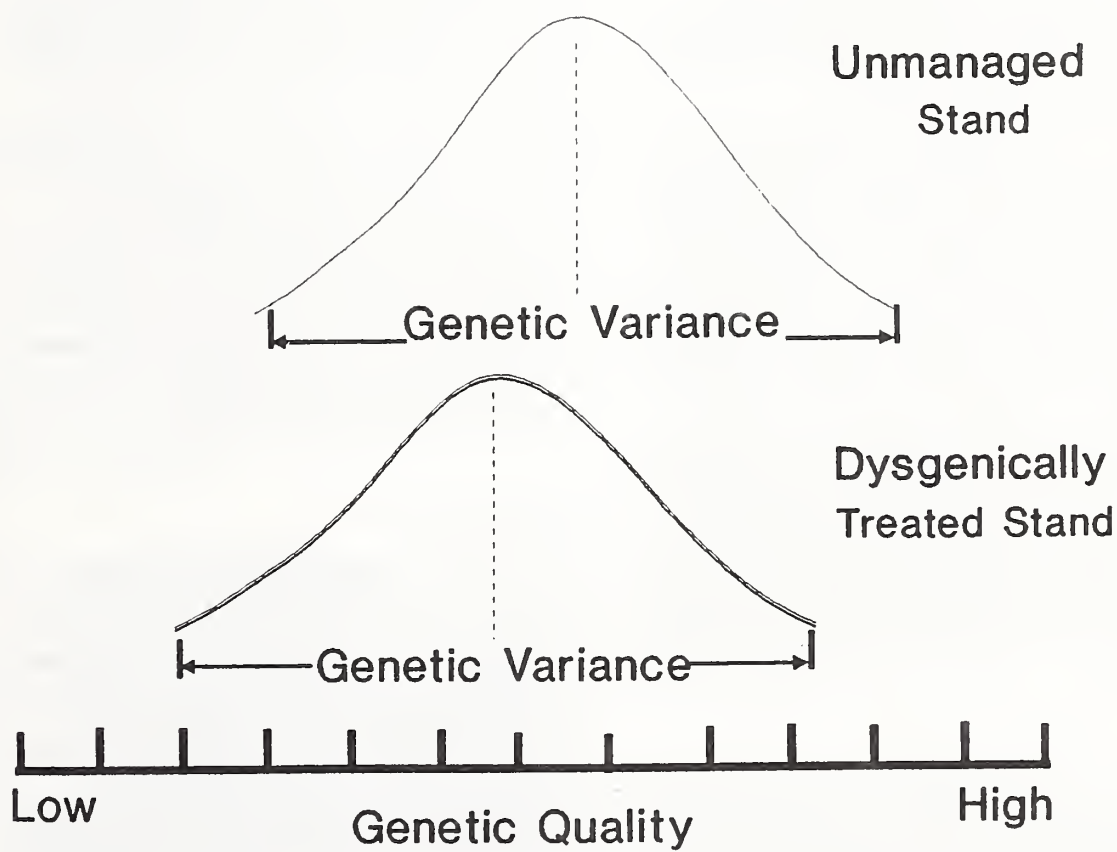 Unmanaged
Stand
Genetic Variance
Dysgenically
Treated Stand
Genetic Variance
Low
High
Genetic Quality